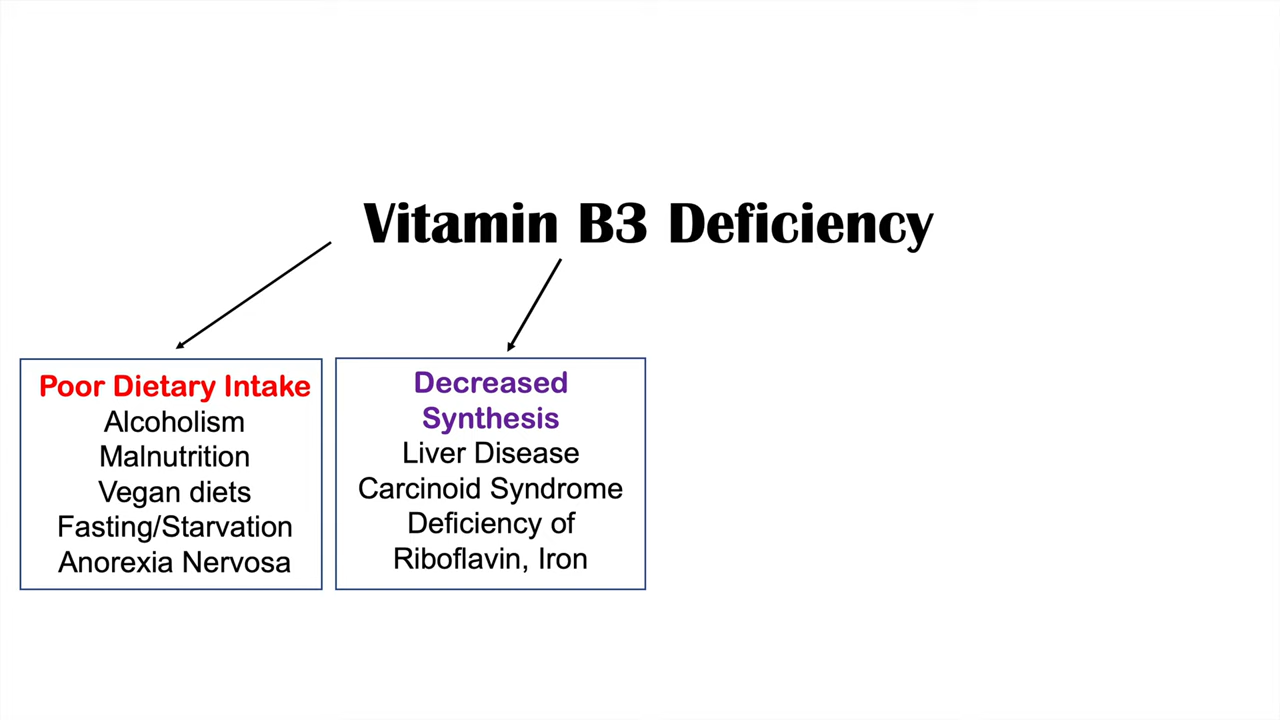 Vitamin B3 Deficiency
Poor Dietary Intake
Alcoholism
Malnutrition
Vegan diets
Fasting/Starvation
Anorexia Nervosa
Decreased
Synthesis
Liver Disease
Carcinoid Syndrome
Deficiency of
Riboflavin, Iron